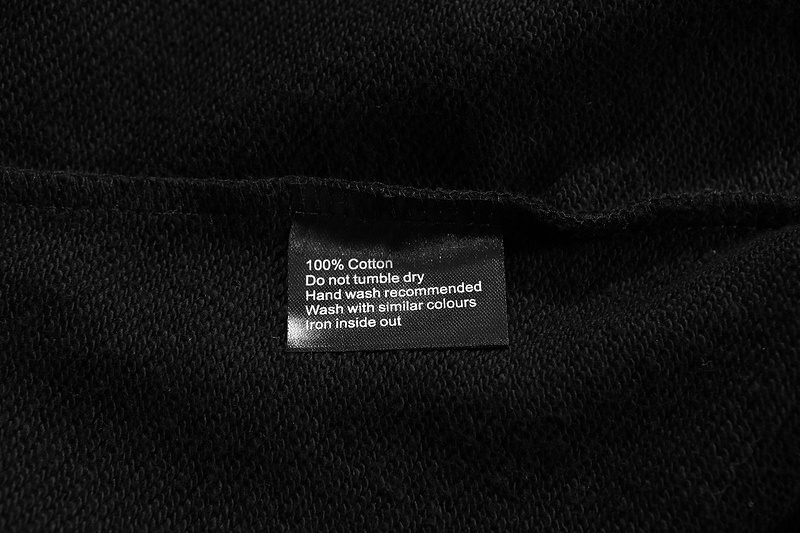 100% Cotton
Do not tumble dry
Hand wash recommended
Wash with similar colours
Iron inside out